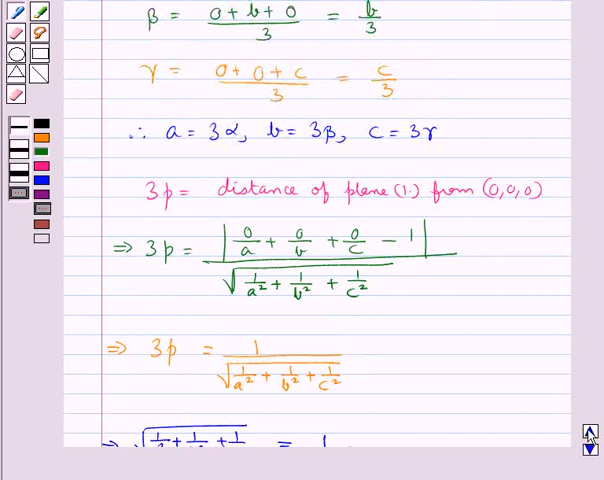 β = 0 + b + 0 / 3 = b / 3
γ = 0 + 0 + c / 3 = c / 3
∴ a = 3α, b = 3β, c = 3γ
3p = distance of plane (1.) from (0,0,0)
⇒ 3p = | 0/a + 0/b + 0/c - 1 | / √(1/a² + 1/b² + 1/c²)
⇒ 3p = 1 / √(1/a² + 1/b² + 1/c²)